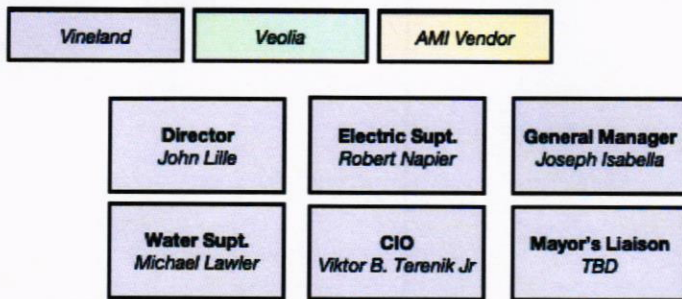 Vineland
Veolia
AMI Vendor
Director
John Lillie
Electric Supt.
Robert Napier
General Manager
Joseph Isabella
Water Supt.
Michael Lawler
CIO
Viktor B. Terenik Jr
Mayor's Liaison
TBD